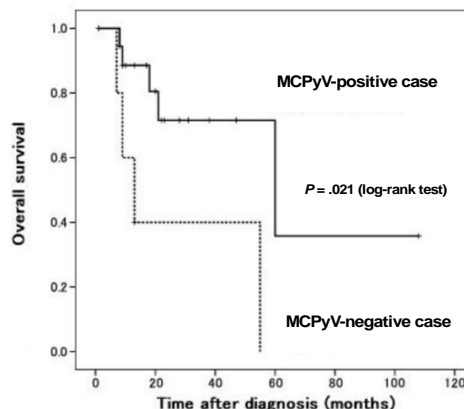 1.0
0.8
0.6
0.4
0.2
0.0
Overall survival
MCPyV-positive case
P = .021 (log-rank test)
MCPyV-negative case
0 20 40 60 80 100 120
Time after diagnosis (months)